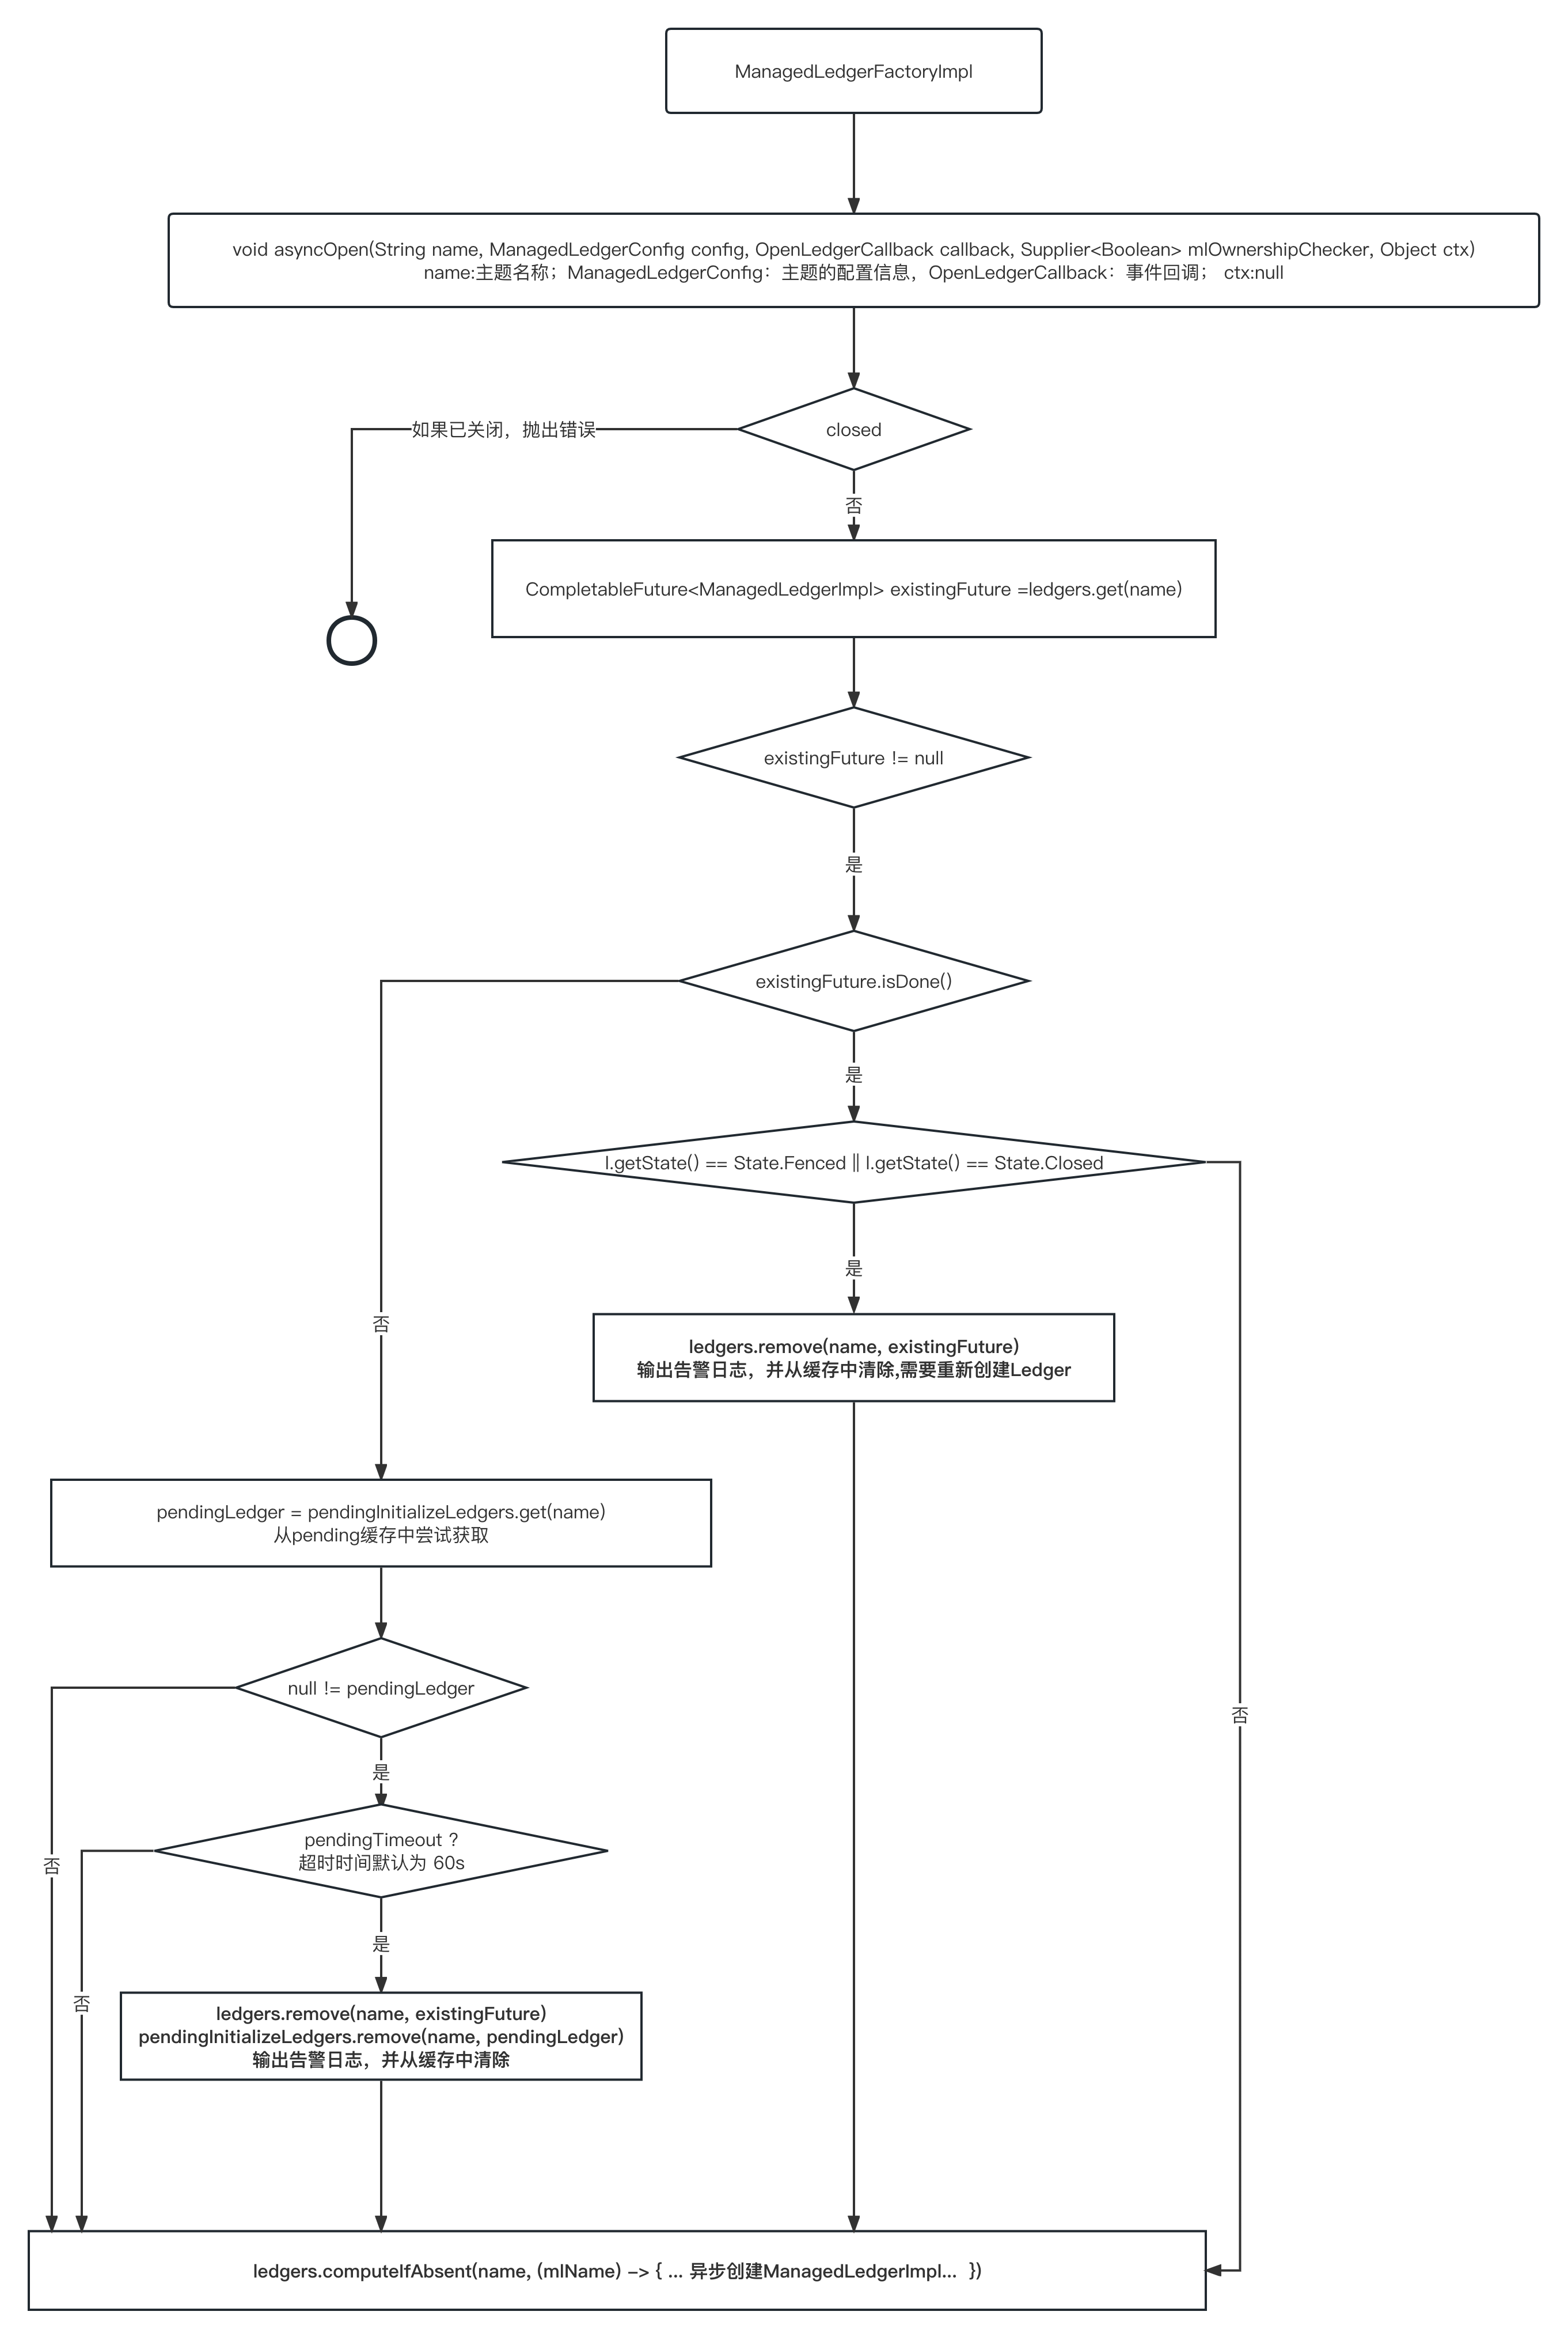 ManagedLedgerFactoryImpl
void asyncOpen(String name, ManagedLedgerConfig config, OpenLedgerCallback callback, Supplier<Boolean> mlOwnershipChecker, Object ctx)
name:主题名称；ManagedLedgerConfig：主题的配置信息，OpenLedgerCallback：事件回调； ctx:null
closed
如果已关闭，抛出错误
否
CompletableFuture<ManagedLedgerImpl> existingFuture =ledgers.get(name)
existingFuture != null
是
existingFuture.isDone()
是
l.getState() == State.Fenced || l.getState() == State.Closed
是
否
ledgers.remove(name, existingFuture)
输出告警日志，并从缓存中清除,需要重新创建Ledger
pendingLedger = pendingInitializeLedgers.get(name)
从pending缓存中尝试获取
null != pendingLedger
否
是
pendingTimeout ?
超时时间默认为 60s
否
是
否
ledgers.remove(name, existingFuture)
pendingInitializeLedgers.remove(name, pendingLedger)
输出告警日志，并从缓存中清除
ledgers.computeIfAbsent(name, (mlName) -> { ... 异步创建ManagedLedgerImpl... })